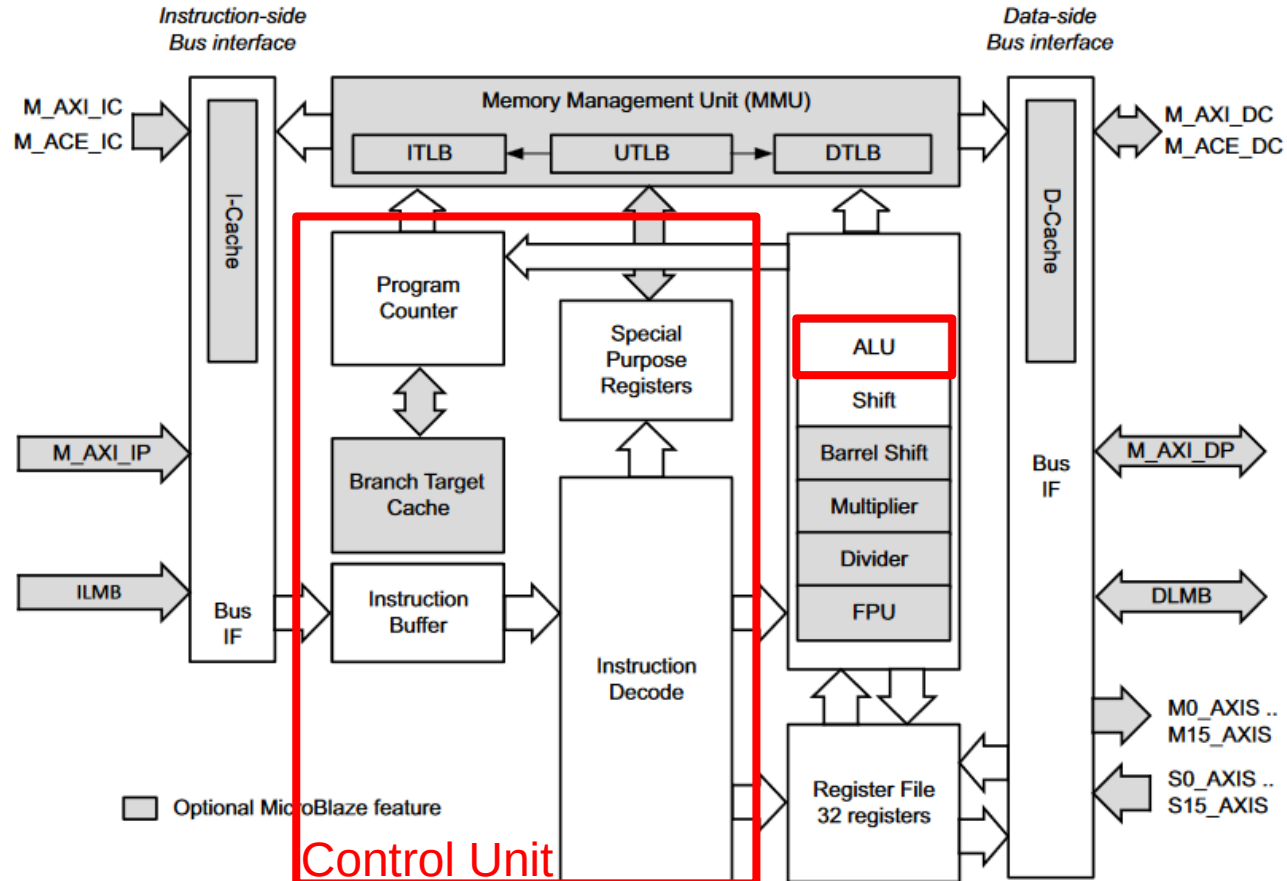 Instruction-side
Bus interface
Data-side
Bus interface
M_AXI_IC
M_ACE_IC
Memory Management Unit (MMU)
ITLB
UTLB
DTLB
M_AXI_DC
M_ACE_DC
I-Cache
D-Cache
Program
Counter
Special
Purpose
Registers
ALU
Shift
Barrel Shift
Multiplier
Divider
FPU
M_AXI_IP
Branch Target
Cache
Bus
IF
M_AXI_DP
ILMB
Bus
IF
Instruction
Buffer
Instruction
Decode
DLMB
M0_AXIS ..
M15_AXIS
S0_AXIS ..
S15_AXIS
Register File
32 registers
Optional MicroBlaze feature
Control Unit